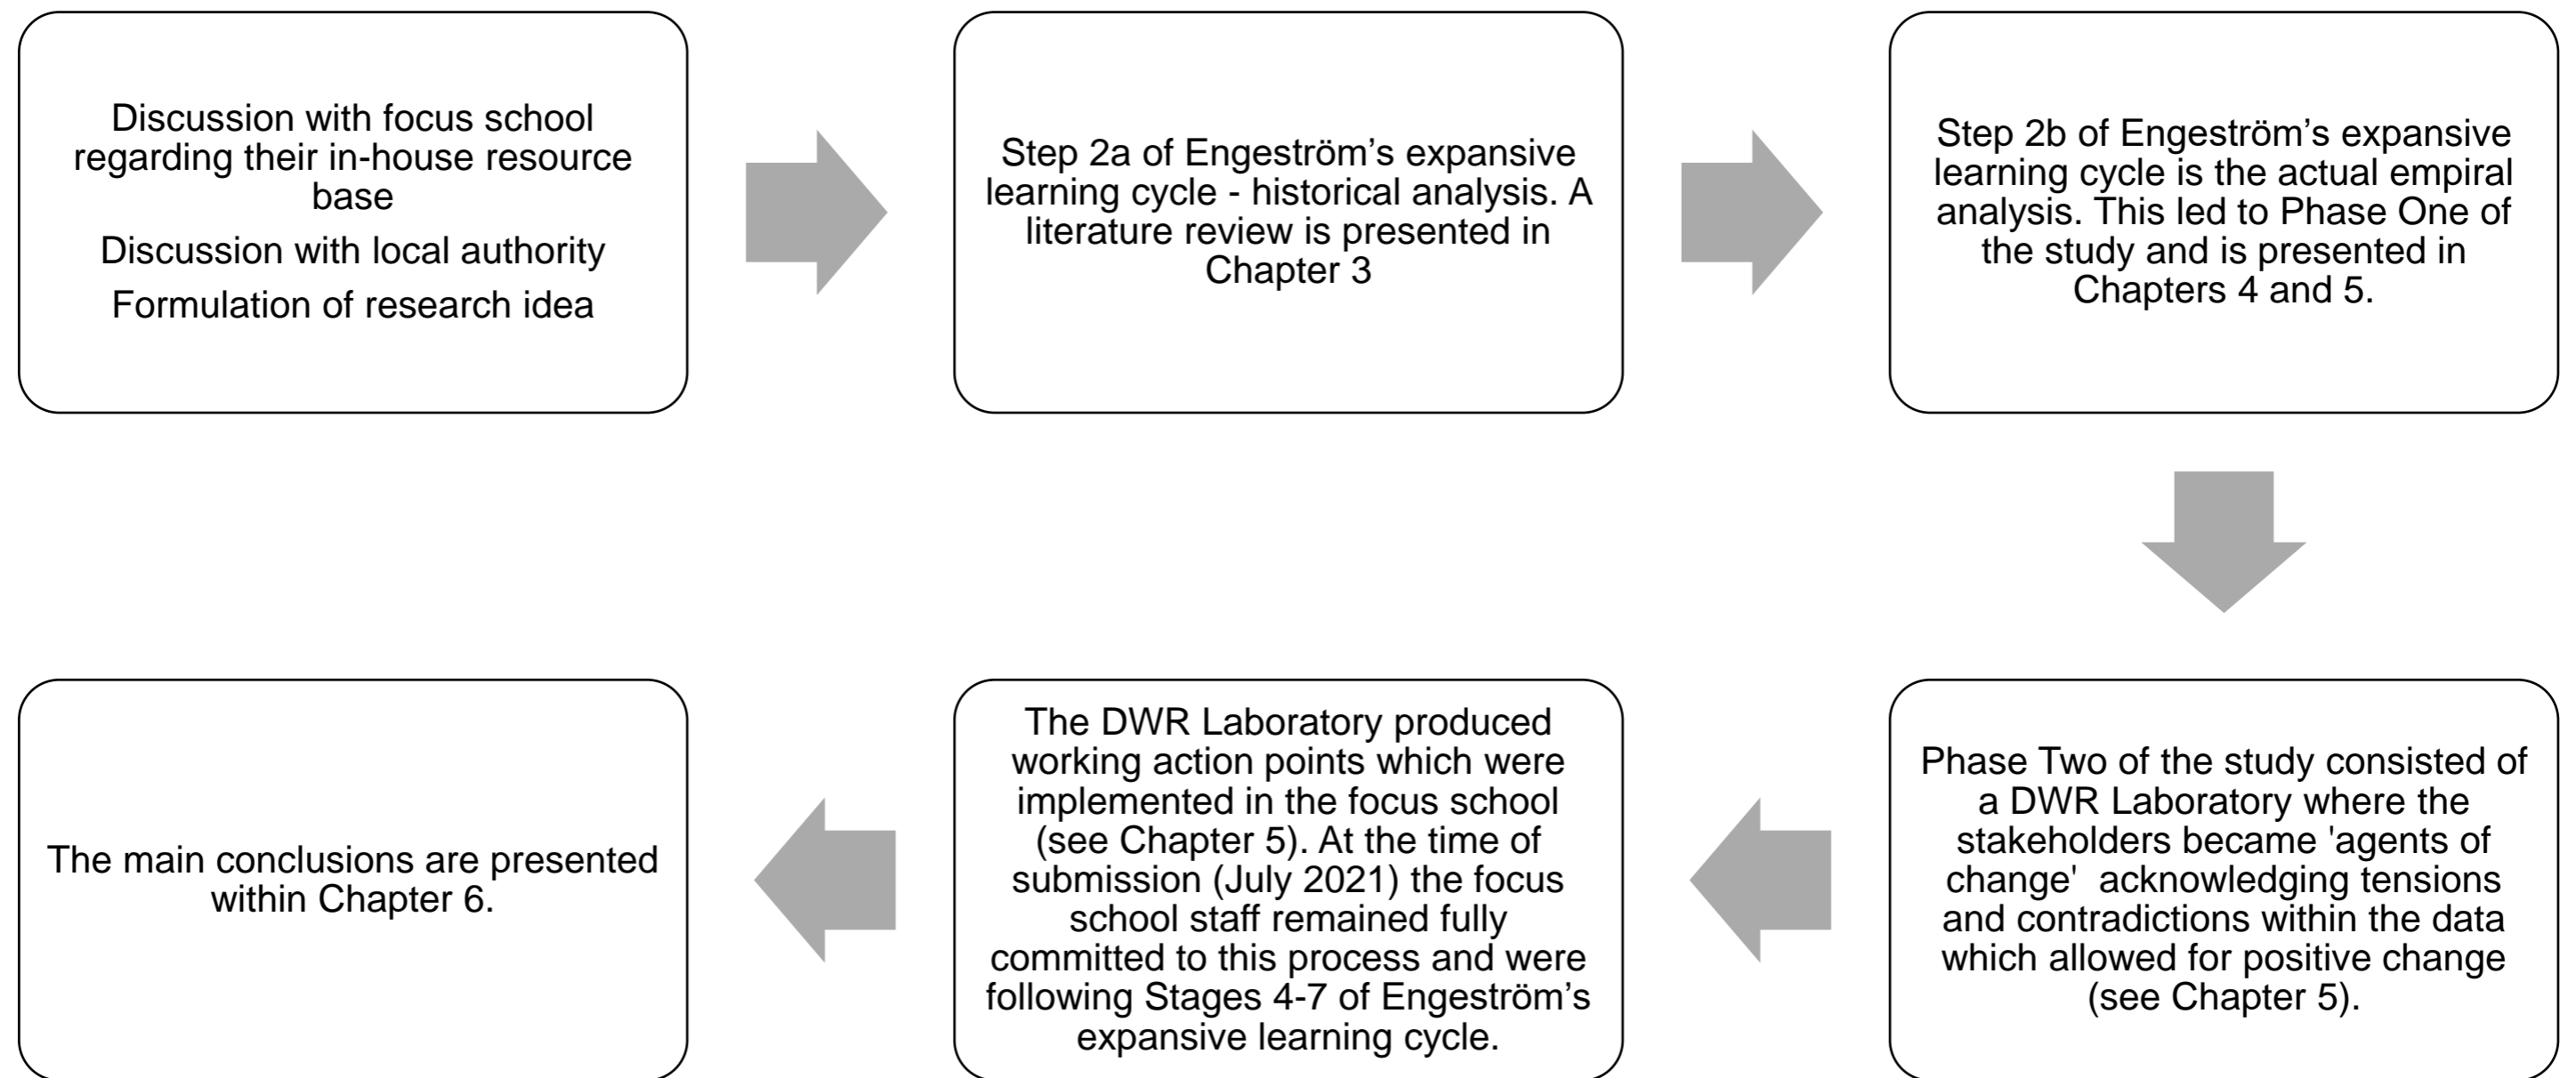 Discussion with focus school
regarding their in-house resource
base
Discussion with local authority
Formulation of research idea
Step 2a of Engeström’s expansive
learning cycle - historical analysis. A
literature review is presented in
Chapter 3
Step 2b of Engeström’s expansive
learning cycle is the actual empiral
analysis. This led to Phase One of
the study and is presented in
Chapters 4 and 5.
Phase Two of the study consisted of
a DWR Laboratory where the
stakeholders became 'agents of
change'  acknowledging tensions
and contradictions within the data
which allowed for positive change
(see Chapter 5).
The DWR Laboratory produced
working action points which were
implemented in the focus school
(see Chapter 5). At the time of
submission (July 2021) the focus
school staff remained fully
committed to this process and were
following Stages 4-7 of Engeström’s
expansive learning cycle.
The main conclusions are presented
within Chapter 6.